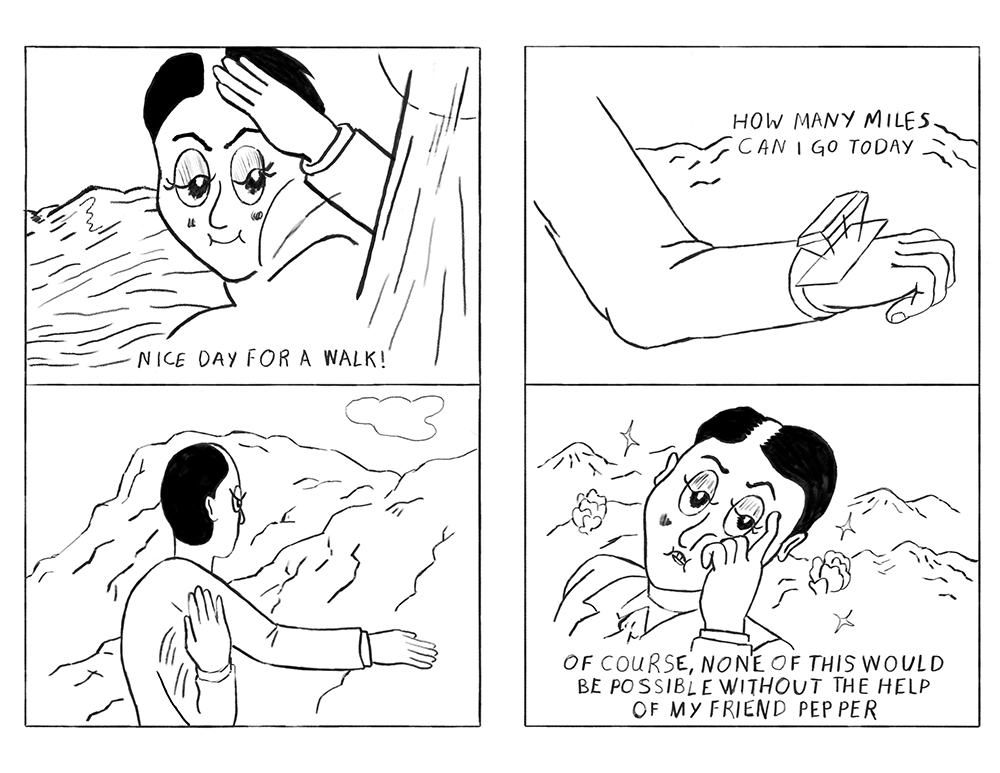 NICE DAY FOR A WALK!
HOW MANY MILES
CAN I GO TODAY
OF COURSE, NONE OF THIS WOULD
BE POSSIBLE WITHOUT THE HELP
OF MY FRIEND PEPPER